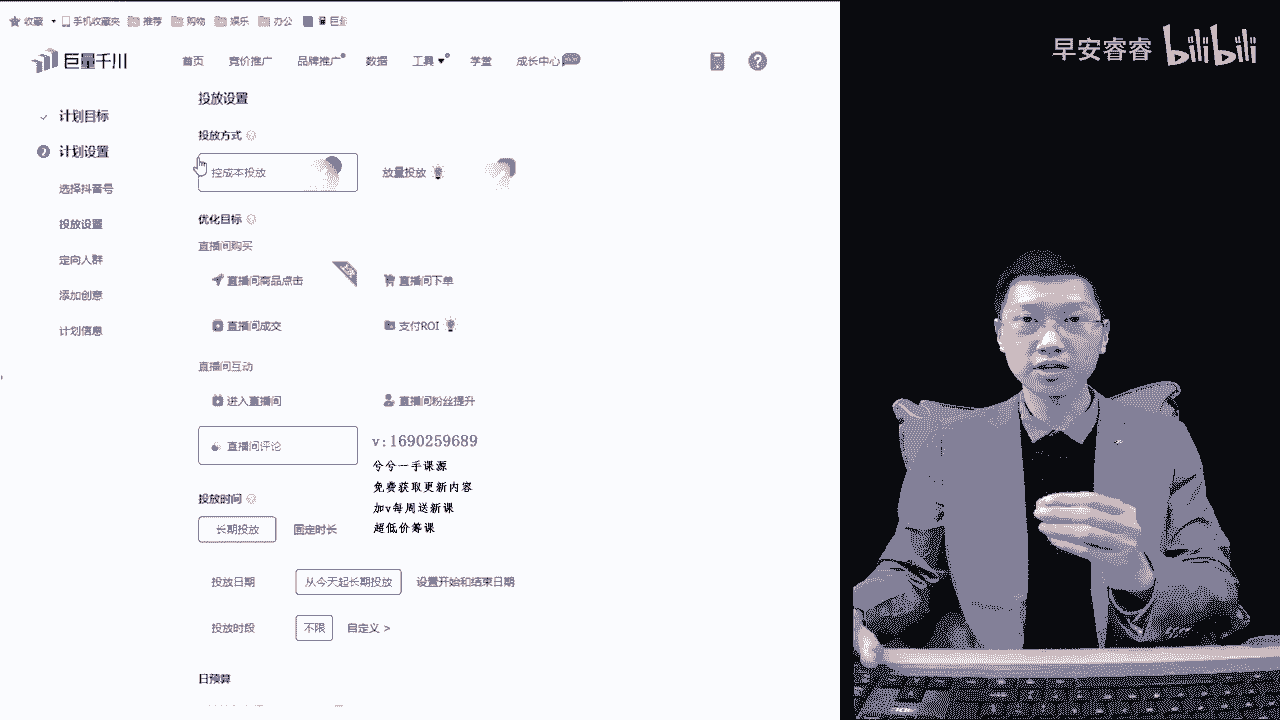 收藏 手机收藏夹 推荐 购物 娱乐 办公
早安睿睿 bilibili
巨量千川 首页 竞价推广 品牌推广 数据 工具 学堂 成长中心
投放设置
计划目标
投放方式
2 计划设置
控成本投放 放量投放
选择抖音号
优化目标
投放设置
直播间购买
定向人群
直播间商品点击 直播间下单
添加创意
直播间成交 支付ROI
计划信息
直播间互动
进入直播间 直播间粉丝提升
直播间评论
v:1690259689
兮兮一手课源
免费获取更新内容
加v每周送新课
超低价筹课
投放时间
长期投放 固定时长
投放日期 从今天起长期投放 设置开始和结束日期
投放时段 不限 自定义 >
日预算